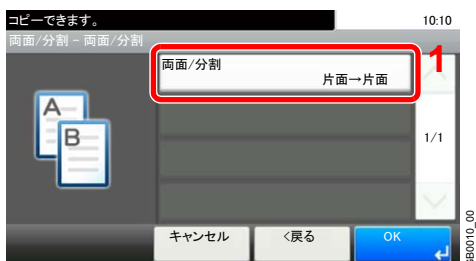 コピーできます。
10:10
両面/分割 - 両面/分割
両面/分割
片面→片面
1
A
B
1/1
キャンセル
<戻る
OK
GB0010_00